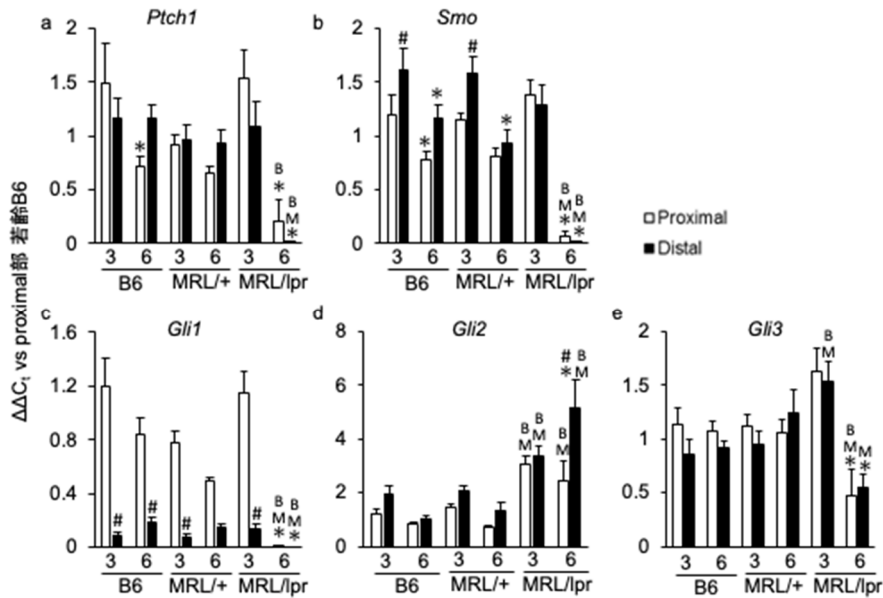 ΔΔCt vs proximal部 若齢B6
a
Ptch1
2
1.5
1
0.5
0
*
B
*
B
M
*
3 6 3 6 3 6
B6 MRL/+ MRL/lpr
b
Smo
2
1.5
1
0.5
0
#
*
*
#
*
B
M
*
B
M
*
3 6 3 6 3 6
B6 MRL/+ MRL/lpr
Proximal
Distal
c
Gli1
1.6
1.2
0.8
0.4
0
#
#
#
#
B
M
*
B
M
*
3 6 3 6 3 6
B6 MRL/+ MRL/lpr
d
Gli2
8
6
4
2
0
B
M
B
M
B
M
*
# B
* M
3 6 3 6 3 6
B6 MRL/+ MRL/lpr
e
Gli3
2
1.5
1
0.5
0
B
M
B
M
*
M
*
3 6 3 6 3 6
B6 MRL/+ MRL/lpr